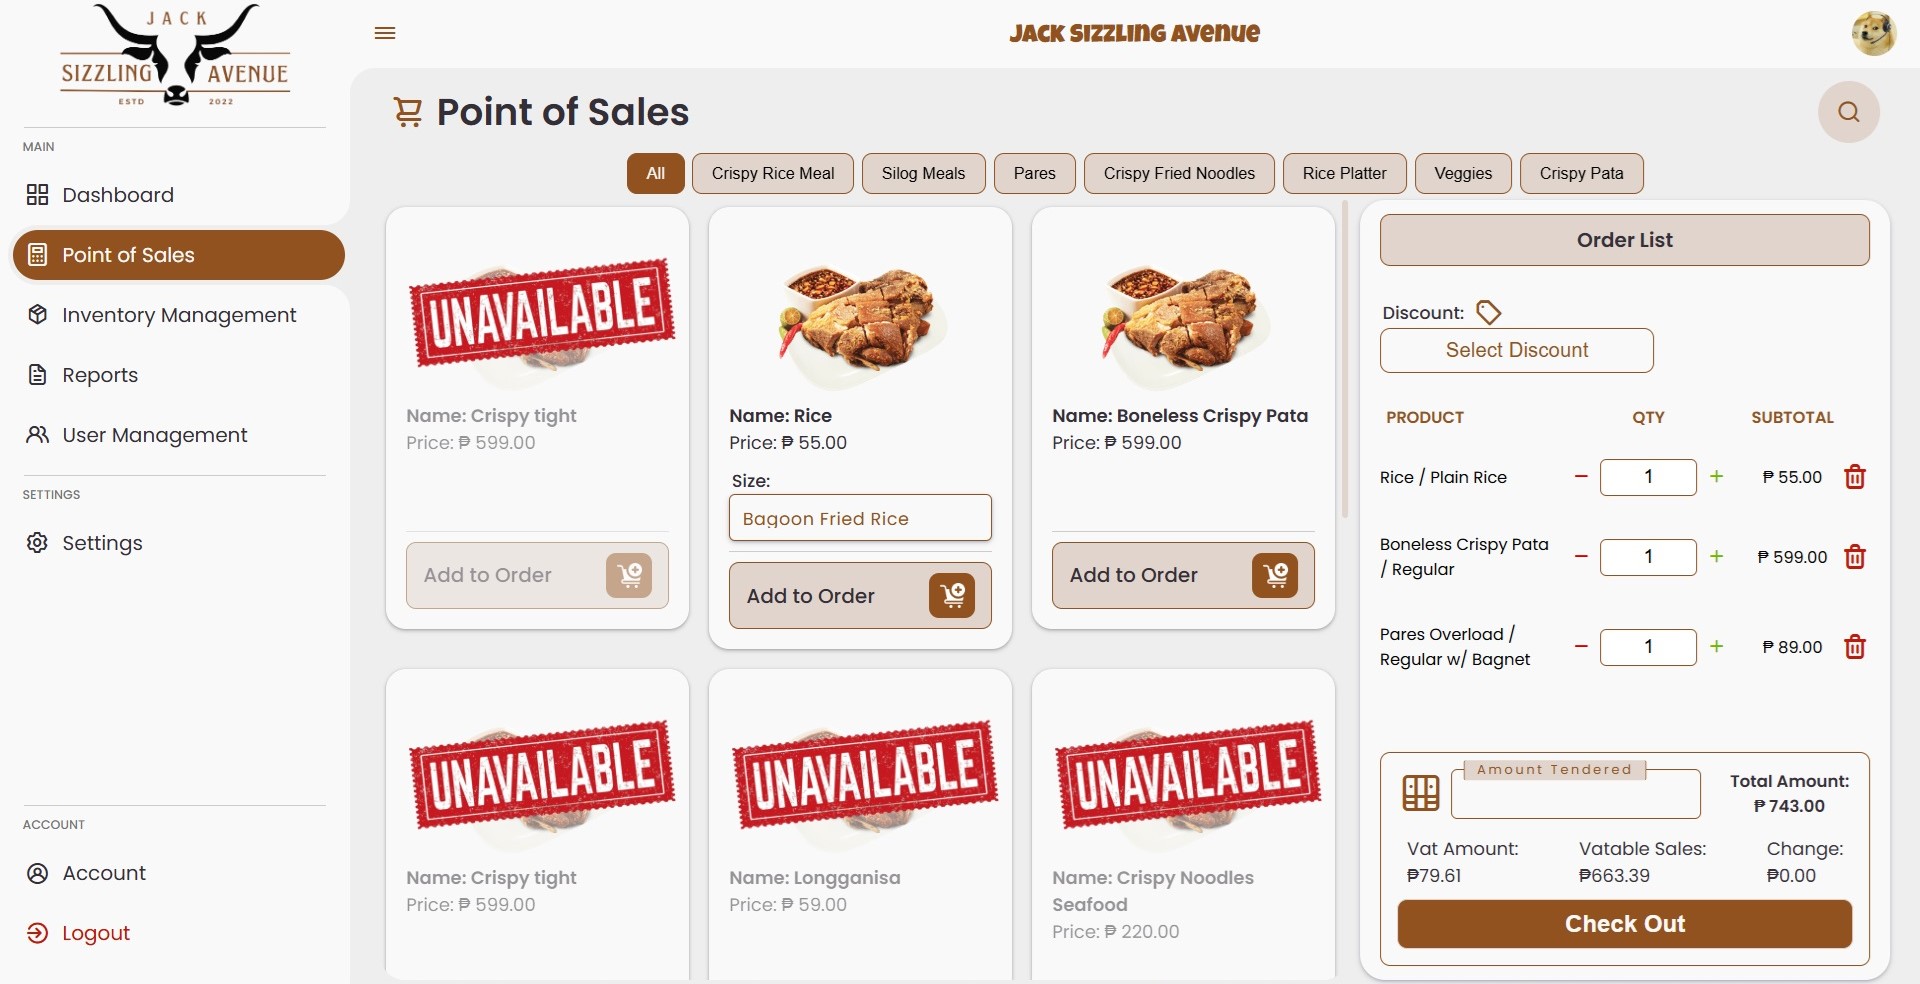 JACK
SIZZLING AVENUE
ESTD 2022
JACK SIZZLING AVENUE
MAIN
Dashboard
Point of Sales
Inventory Management
Reports
User Management
SETTINGS
Settings
ACCOUNT
Account
Logout
Point of Sales
All
Crispy Rice Meal
Silog Meals
Pares
Crispy Fried Noodles
Rice Platter
Veggies
Crispy Pata
UNAVAILABLE
Name: Crispy tight
Price: ₱ 599.00
Add to Order
Name: Rice
Price: ₱ 55.00
Size:
Bagoon Fried Rice
Add to Order
Name: Boneless Crispy Pata
Price: ₱ 599.00
Add to Order
UNAVAILABLE
Name: Crispy tight
Price: ₱ 599.00
UNAVAILABLE
Name: Longganisa
Price: ₱ 59.00
UNAVAILABLE
Name: Crispy Noodles
Seafood
Price: ₱ 220.00
Order List
Discount:
Select Discount
PRODUCT QTY SUBTOTAL
Rice / Plain Rice − 1 + ₱ 55.00
Boneless Crispy Pata
/ Regular − 1 + ₱ 599.00
Pares Overload /
Regular w/ Bagnet − 1 + ₱ 89.00
Amount Tendered
Total Amount:
₱ 743.00
Vat Amount:
₱79.61
Vatable Sales:
₱663.39
Change:
₱0.00
Check Out